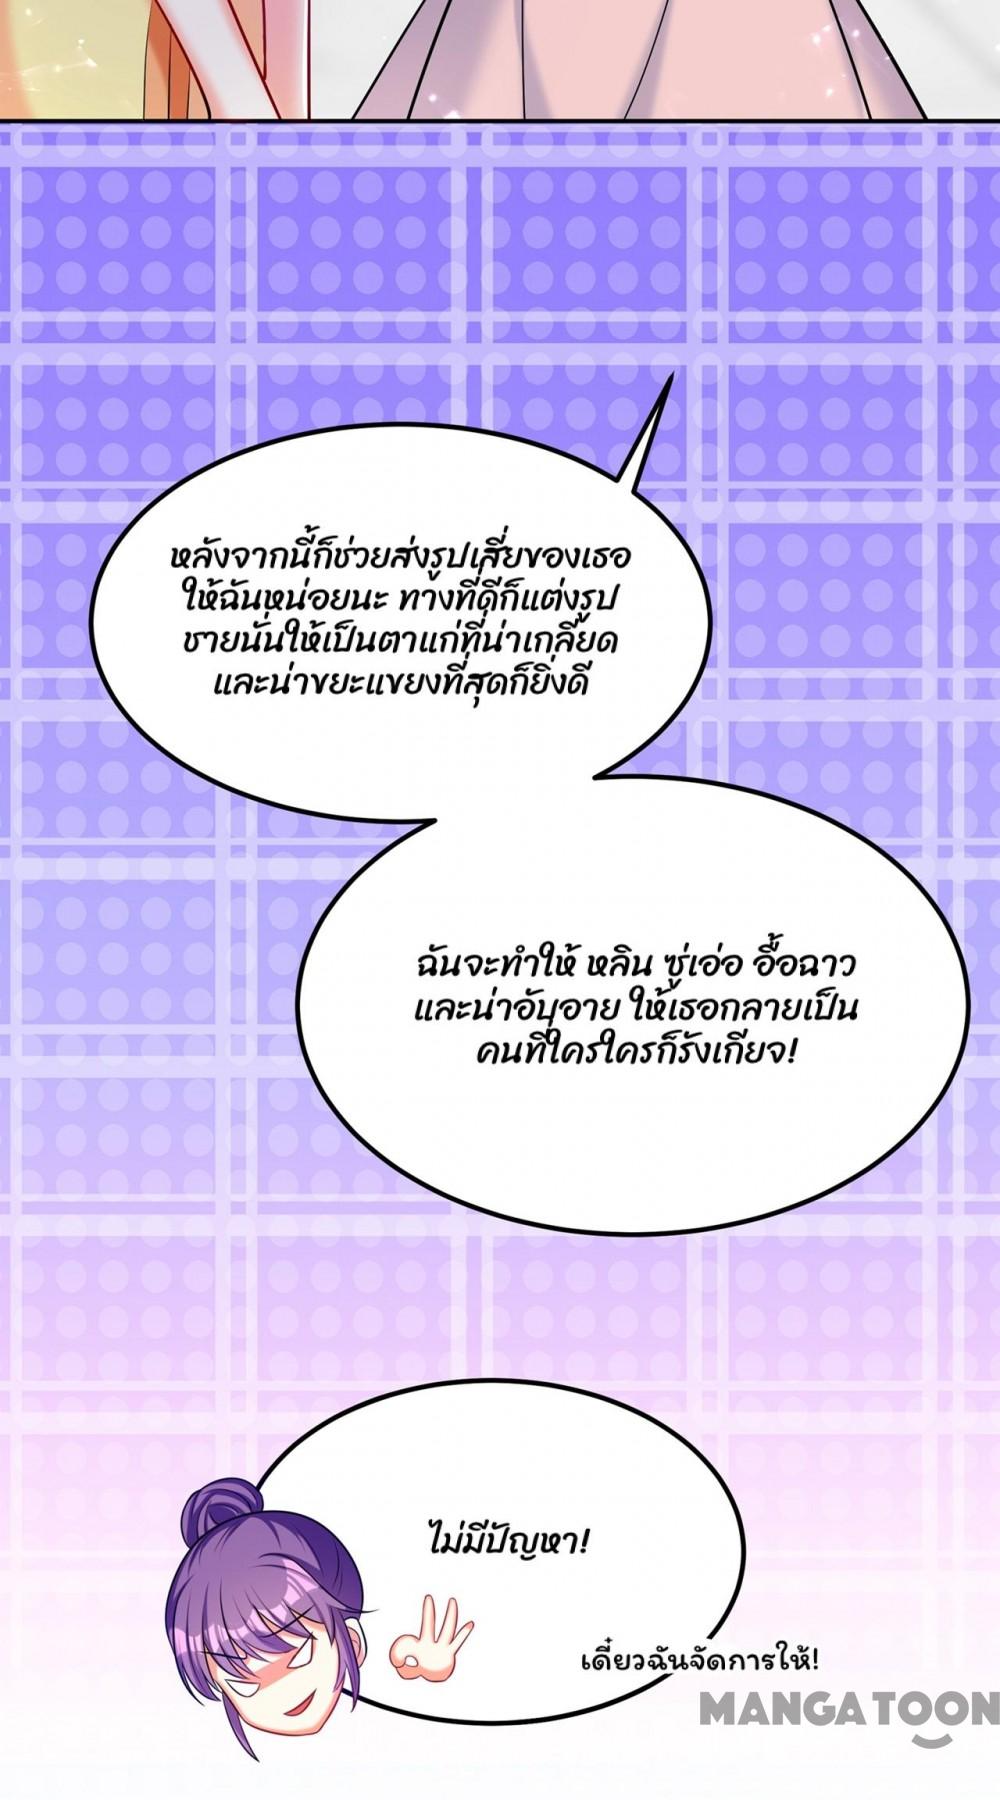 หลังจากนี้ก็ช่วยส่งรูปเสี่ยของเธอ
ให้ฉันหน่อยนะ ทางที่ดีก็แต่งรูป
ชายนั่นให้เป็นตาแก่ที่น่าเกลียด
และน่าขยะแขยงที่สุดก็ยิ่งดี
ฉันจะทำให้ หลิน ซู่เอ่อ อื้อฉาว
และน่าอับอาย ให้เธอกลายเป็น
คนที่ใครใครก็รังเกียจ!
ไม่มีปัญหา!
เดี๋ยวฉันจัดการให้!
MANGATOON